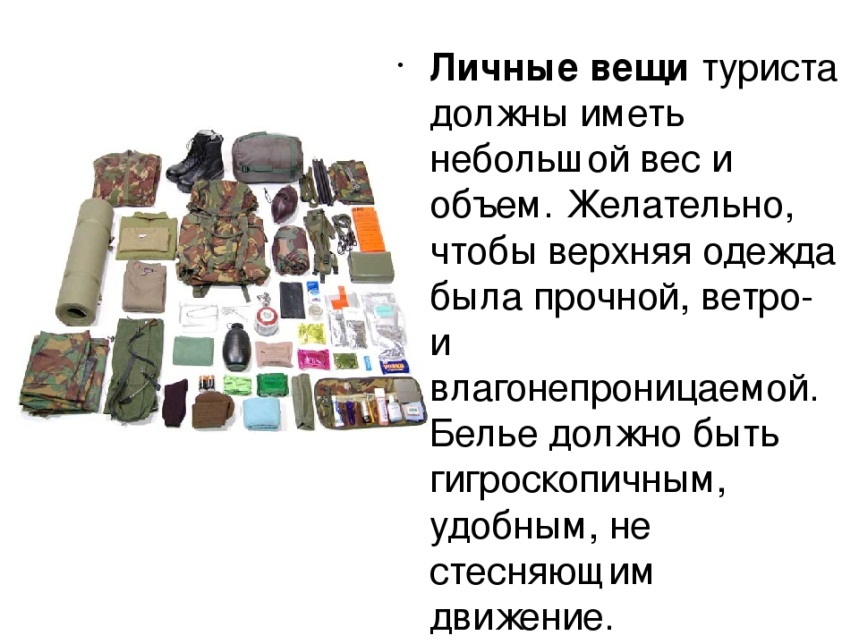 Личные вещи туриста
должны иметь
небольшой вес и
объем. Желательно,
чтобы верхняя одежда
была прочной, ветро-
и
влагонепроницаемой.
Белье должно быть
гигроскопичным,
удобным, не
стесняющим
движение.